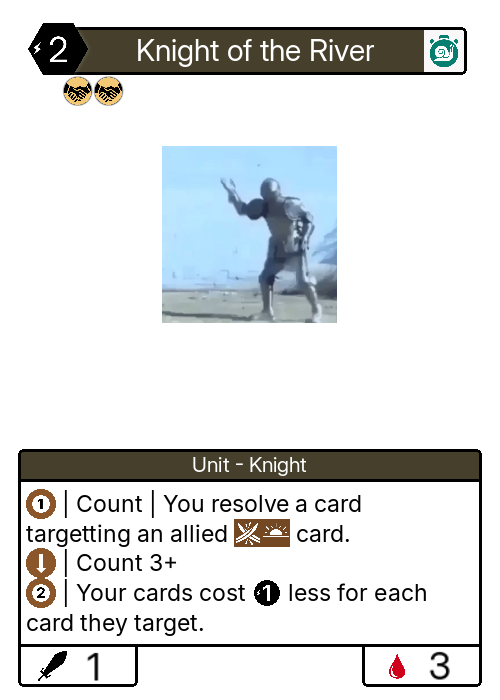 2 Knight of the River
Unit - Knight
1 | Count | You resolve a card
targetting an allied card.
| Count 3+
2 | Your cards cost 1 less for each
card they target.
1 3